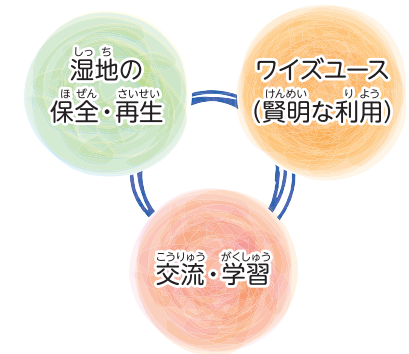 しっち
湿地の
ほぜん さいせい
保全・再生
ワイズユース
けんめい りよう
(賢明な利用)
こうりゅう がくしゅう
交流・学習